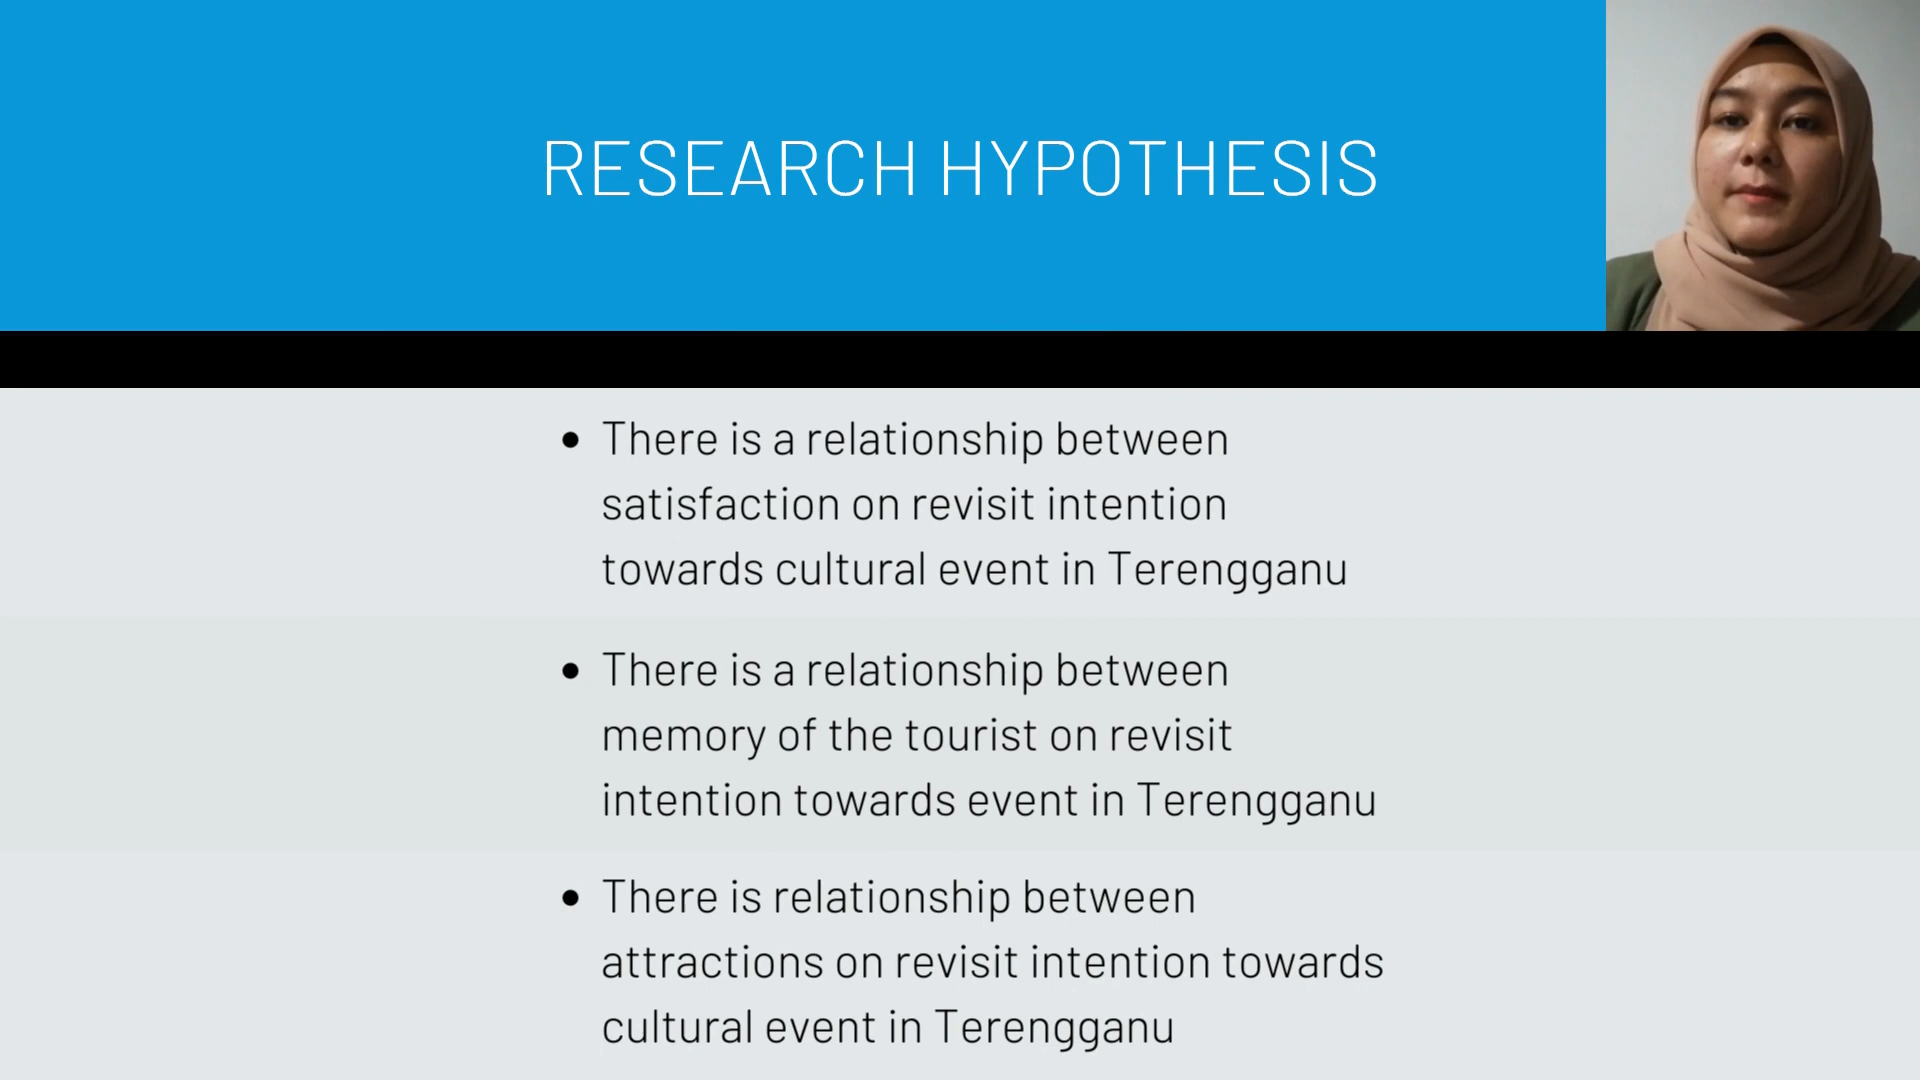 RESEARCH HYPOTHESIS
• There is a relationship between
satisfaction on revisit intention
towards cultural event in Terengganu
• There is a relationship between
memory of the tourist on revisit
intention towards event in Terengganu
• There is relationship between
attractions on revisit intention towards
cultural event in Terengganu